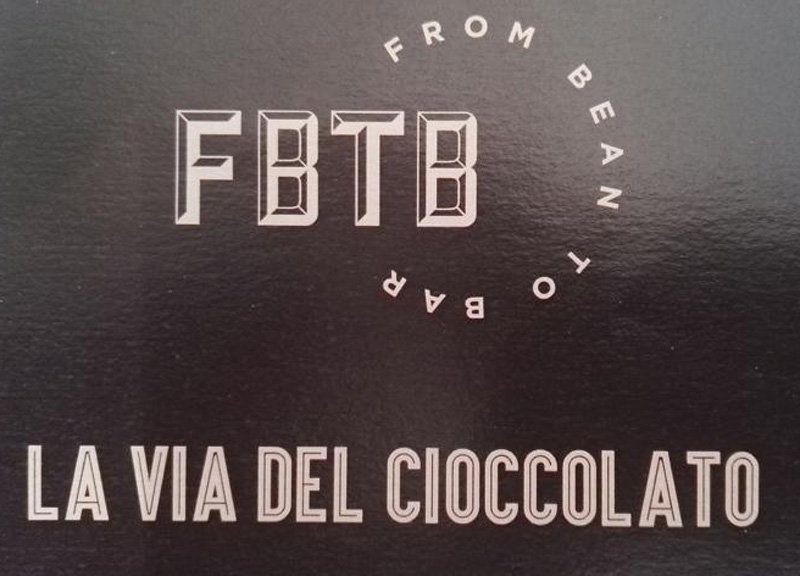 FROM BEAN TO BAR
FBTB
LA VIA DEL CIOCCOLATO